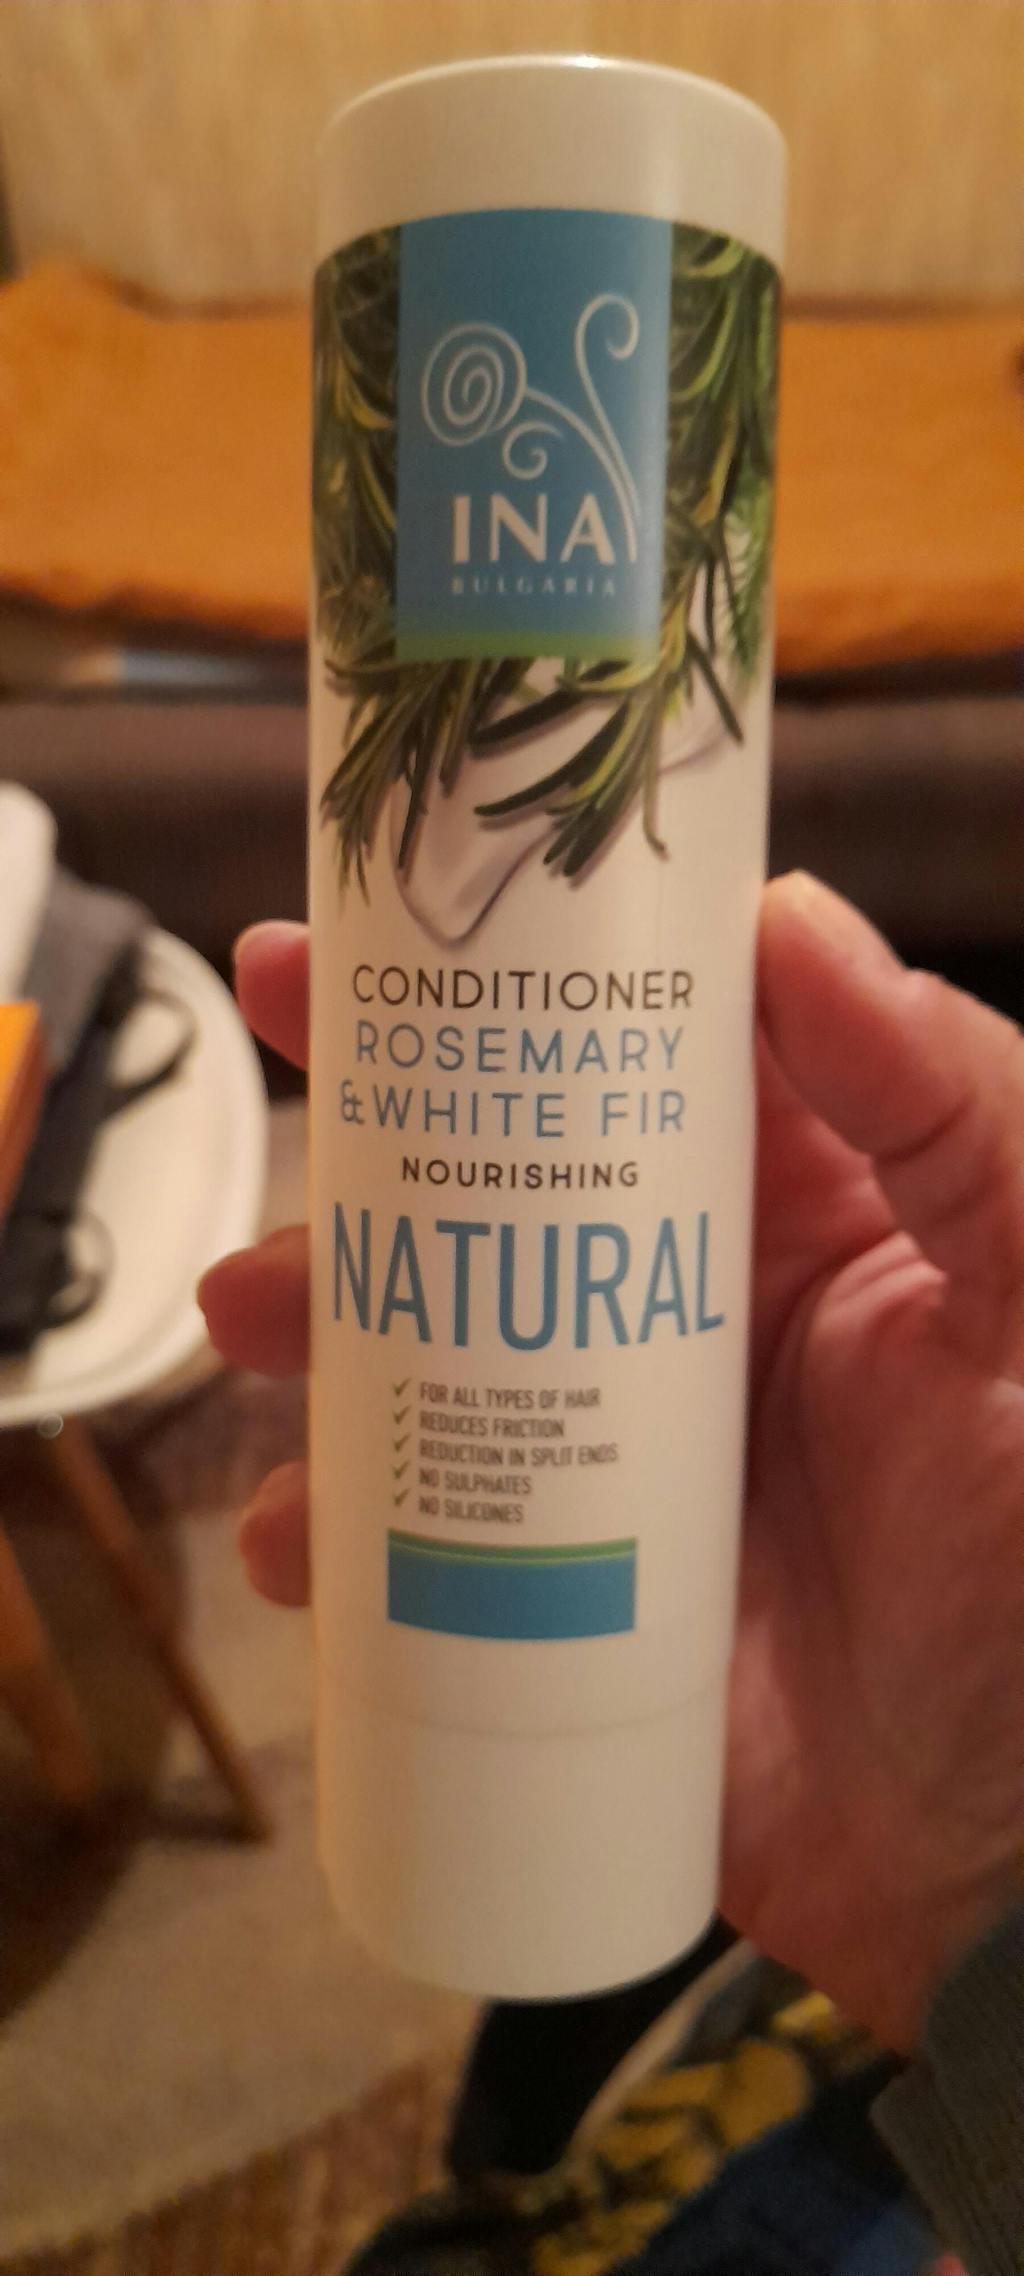 INA
BULGARIA
CONDITIONER
ROSEMARY
& WHITE FIR
NOURISHING
NATURAL
FOR ALL TYPES OF HAIR
REDUCES FRICTION
REDUCTION IN SPLIT ENDS
NO SULPHATES
NO SILICONES